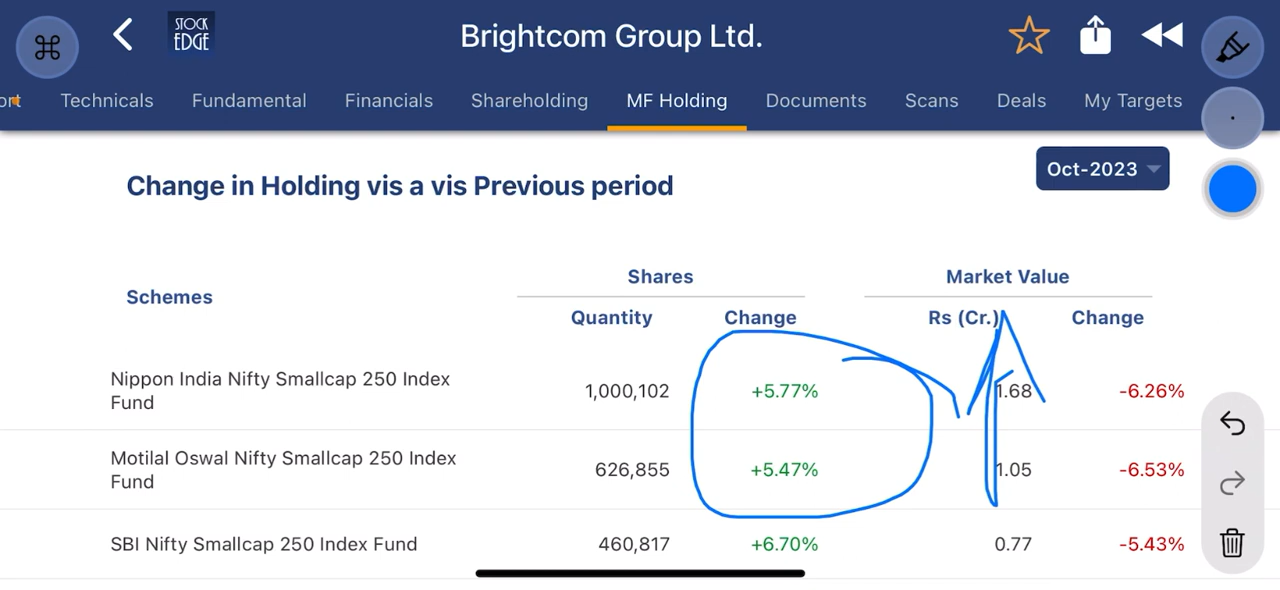 STOCK
EDGE
Brightcom Group Ltd.
ort Technicals Fundamental Financials Shareholding MF Holding Documents Scans Deals My Targets
Change in Holding vis a vis Previous period
Oct-2023
Shares Market Value
Schemes
Quantity Change Rs (Cr.) Change
Nippon India Nifty Smallcap 250 Index
Fund
1,000,102 +5.77% 1.68 -6.26%
Motilal Oswal Nifty Smallcap 250 Index
Fund
626,855 +5.47% 1.05 -6.53%
SBI Nifty Smallcap 250 Index Fund 460,817 +6.70% 0.77 -5.43%